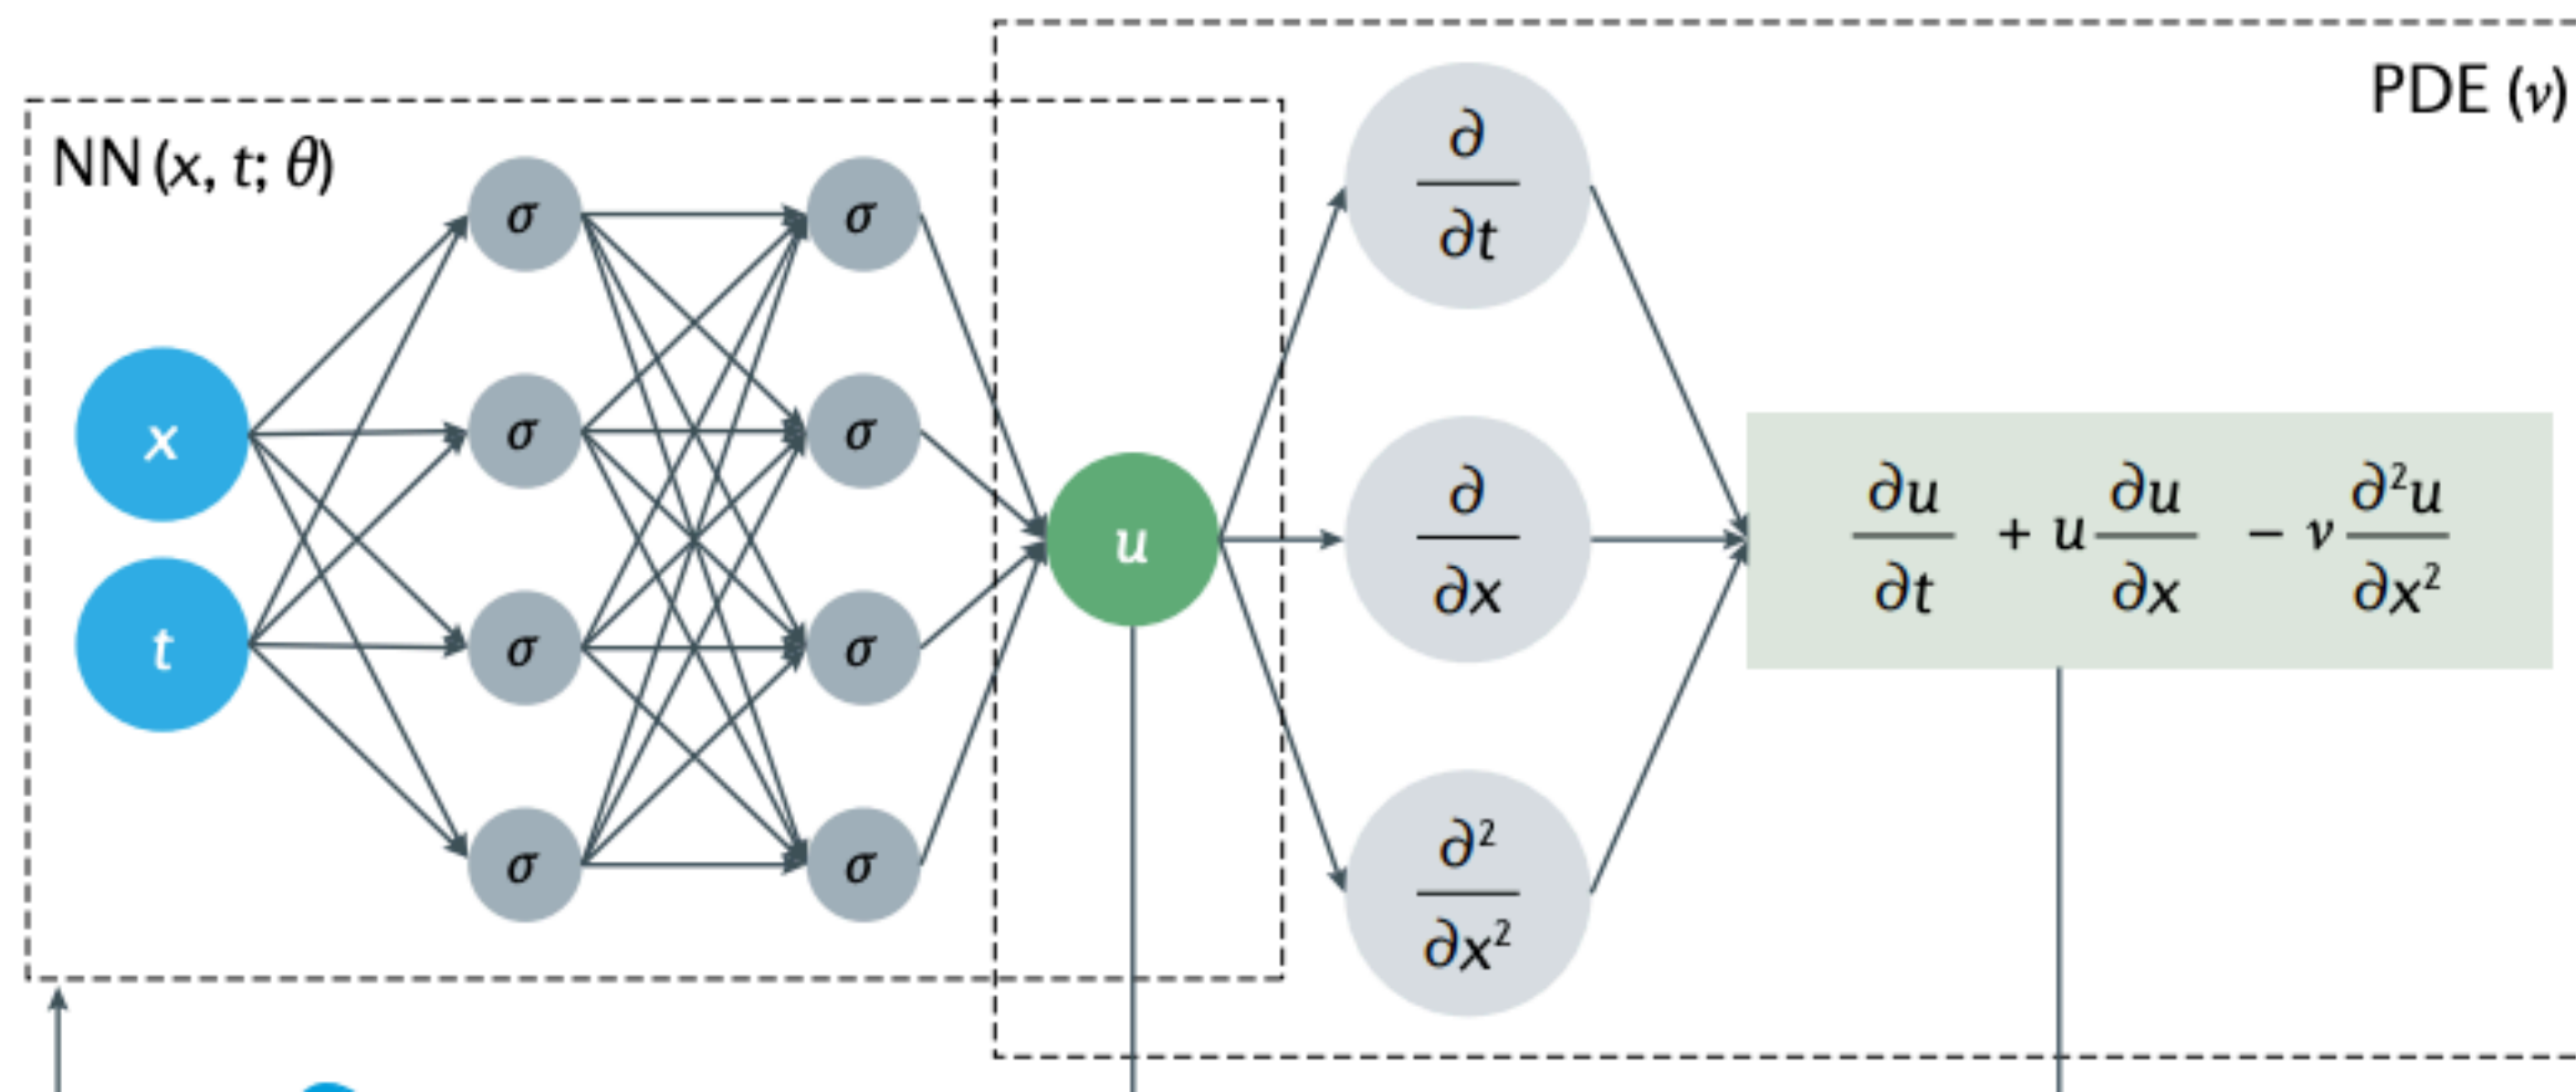 PDE (ν)
NN (x, t; θ)
σ σ
∂/∂t
x σ σ
t σ σ
u
∂/∂x
∂u/∂t + u ∂u/∂x − ν ∂²u/∂x²
σ σ
∂²/∂x²